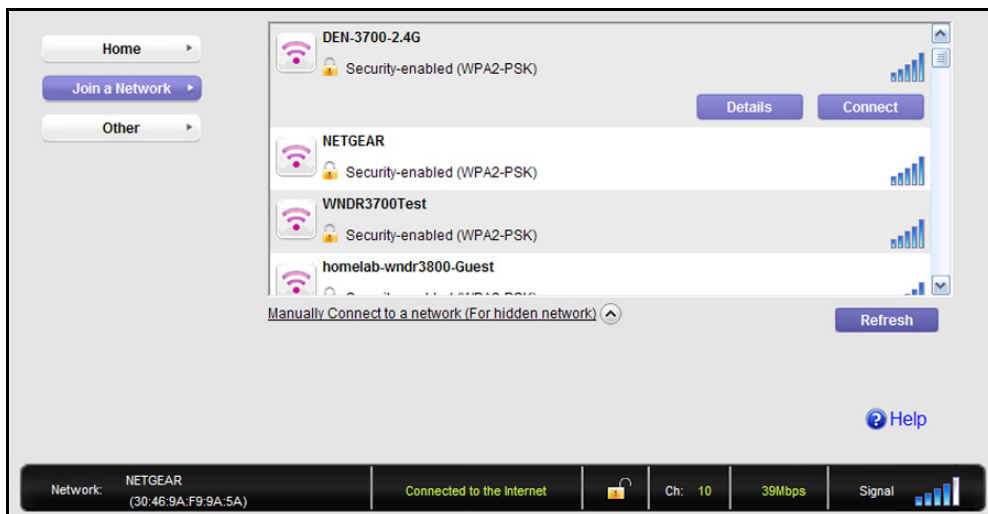 Home
Join a Network
Other
DEN-3700-2.4G
Security-enabled (WPA2-PSK)
Details
Connect
NETGEAR
Security-enabled (WPA2-PSK)
WNDR3700Test
Security-enabled (WPA2-PSK)
homelab-wndr3800-Guest
Manually Connect to a network (For hidden network)
Refresh
Help
Network:
NETGEAR
(30:46:9A:F9:9A:5A)
Connected to the Internet
Ch: 10
39Mbps
Signal